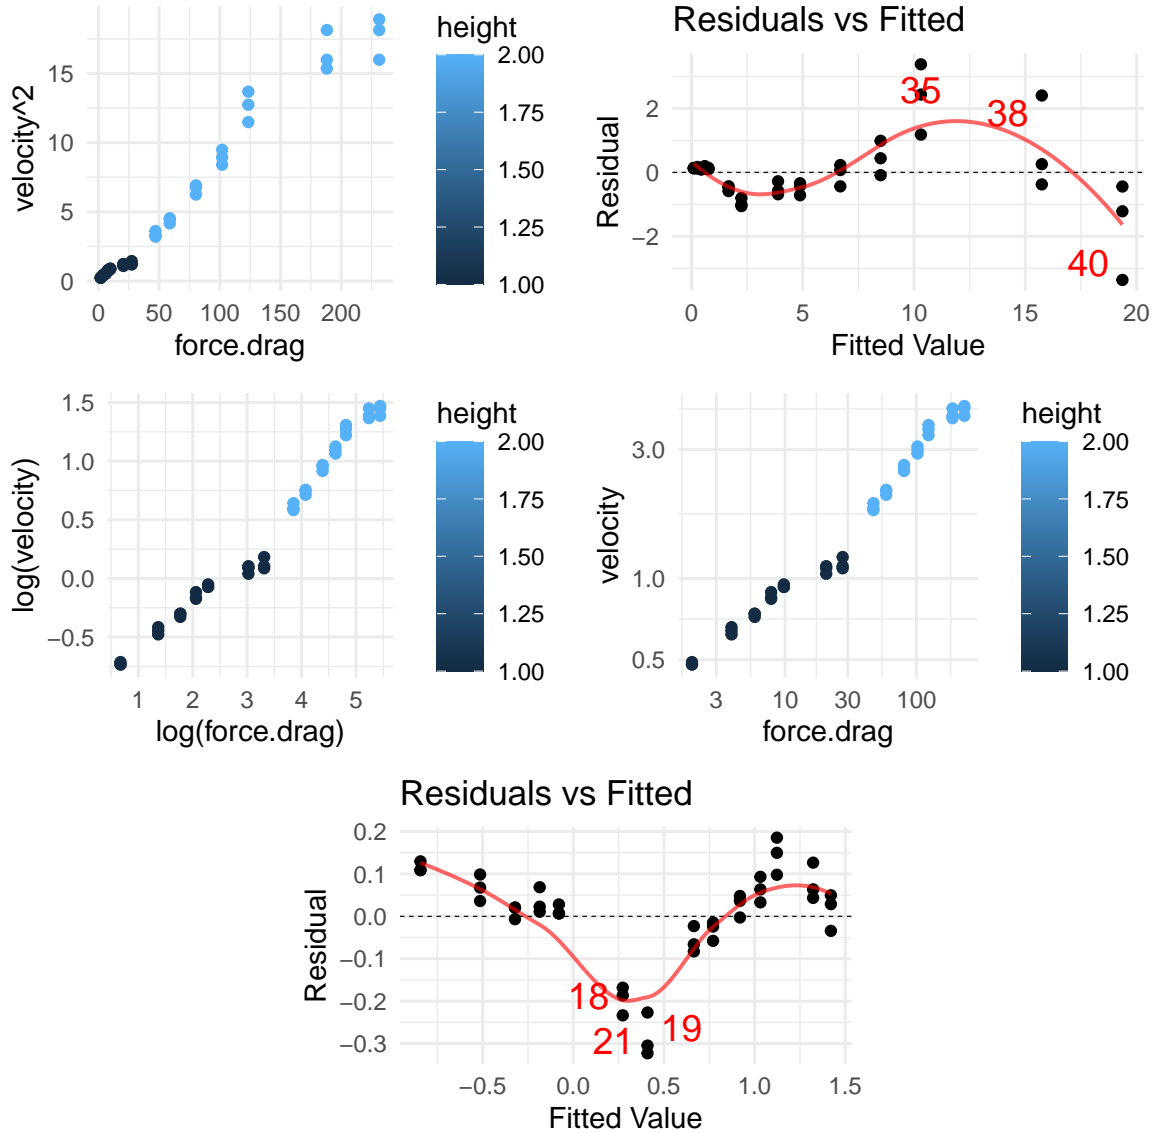 velocity^2
15
10
5
0
0 50 100 150 200
force.drag
height
2.00
1.75
1.50
1.25
1.00
Residuals vs Fitted
Residual
2
0
−2
35
38
40
0 5 10 15 20
Fitted Value
log(velocity)
1.5
1.0
0.5
0.0
−0.5
1 2 3 4 5
log(force.drag)
height
2.00
1.75
1.50
1.25
1.00
velocity
3.0
1.0
0.5
3 10 30 100
force.drag
height
2.00
1.75
1.50
1.25
1.00
Residuals vs Fitted
Residual
0.2
0.1
0.0
−0.1
−0.2
−0.3
18
19
21
−0.5 0.0 0.5 1.0 1.5
Fitted Value